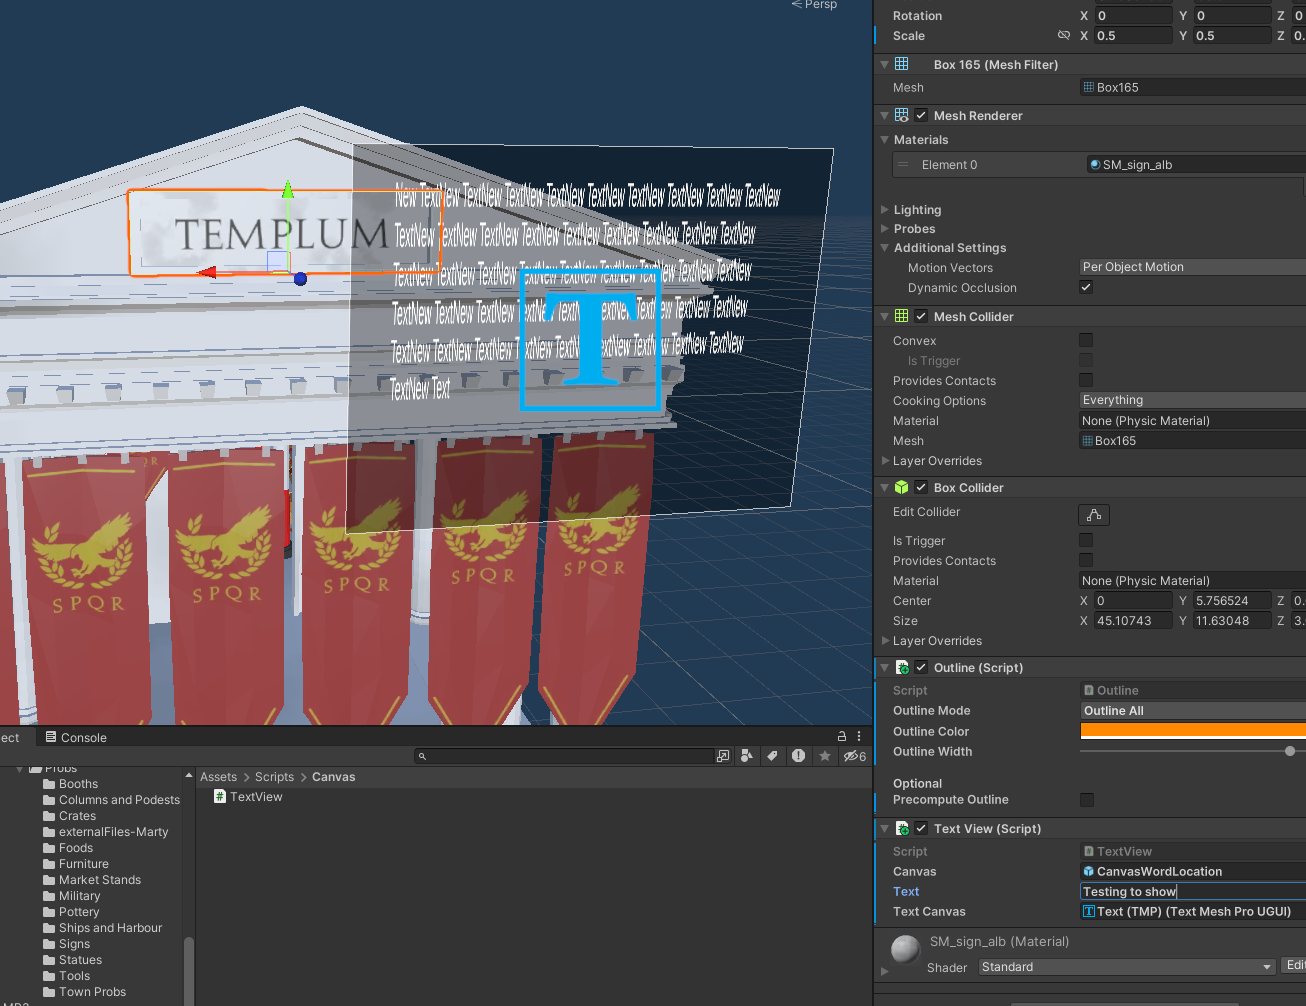 Persp
Rotation X 0 Y 0 Z 0
Scale X 0.5 Y 0.5 Z 0.
Box 165 (Mesh Filter)
Mesh Box165
Mesh Renderer
Materials
Element 0 SM_sign_alb
Lighting
Probes
Additional Settings
Motion Vectors Per Object Motion
Dynamic Occlusion
Mesh Collider
Convex
Is Trigger
Provides Contacts
Cooking Options Everything
Material None (Physic Material)
Mesh Box165
Layer Overrides
Box Collider
Edit Collider
Is Trigger
Provides Contacts
Material None (Physic Material)
Center X 0 Y 5.756524 Z 0.
Size X 45.10743 Y 11.63048 Z 3.
Layer Overrides
Outline (Script)
Script Outline
Outline Mode Outline All
Outline Color
Outline Width
Optional
Precompute Outline
Text View (Script)
Script TextView
Canvas CanvasWordLocation
Text Testing to show
Text Canvas Text (TMP) (Text Mesh Pro UGUI)
SM_sign_alb (Material)
Shader Standard Edi
TEMPLUM
New TextNew TextNew TextNew TextNew TextNew TextNew TextNew TextNew TextNew
TextNew TextNew TextNew TextNew TextNew TextNew TextNew TextNew TextNew
TextNew TextNew TextNew TextNew TextNew TextNew TextNew TextNew TextNew
TextNew TextNew TextNew TextNew TextNew TextNew TextNew TextNew TextNew
TextNew TextNew TextNew TextNew TextNew TextNew TextNew TextNew TextNew
TextNew Text
T
SPQR
SPQR
SPQR
SPQR
SPQR
ect Console
6
Props
Booths
Columns and Podests
Crates
externalFiles-Marty
Foods
Furniture
Market Stands
Military
Pottery
Ships and Harbour
Signs
Statues
Tools
Town Props
Assets > Scripts > Canvas
TextView